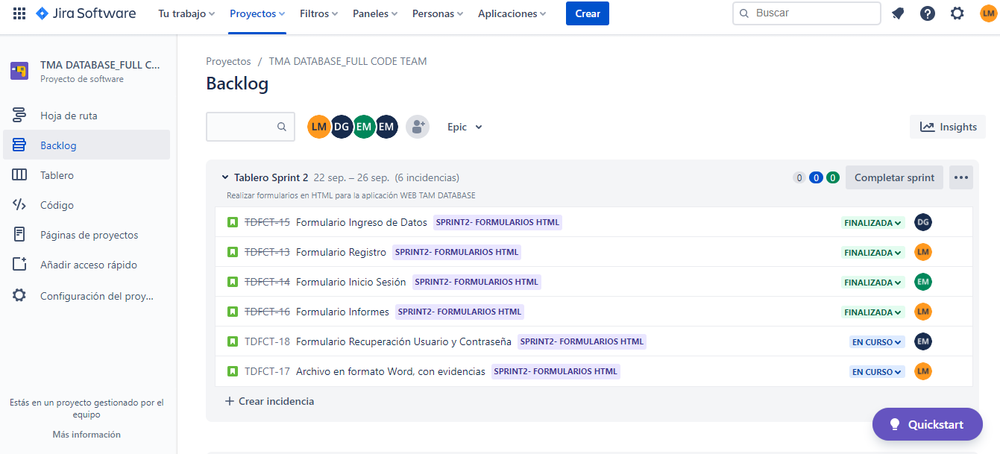 Jira Software Tu trabajo Proyectos Filtros Paneles Personas Aplicaciones Crear Buscar LM
TMA DATABASE_FULL C...
Proyecto de software
Hoja de ruta
Backlog
Tablero
Código
Páginas de proyectos
Añadir acceso rápido
Configuración del proy...
Estás en un proyecto gestionado por el
equipo
Más información
Proyectos / TMA DATABASE_FULL CODE TEAM
Backlog
LM DG EM EM Epic Insights
Tablero Sprint 2 22 sep. – 26 sep. (6 incidencias) 0 0 0 Completar sprint
Realizar formularios en HTML para la aplicación WEB TAM DATABASE
TDFCT-15 Formulario Ingreso de Datos SPRINT2- FORMULARIOS HTML FINALIZADA DG
TDFCT-13 Formulario Registro SPRINT2- FORMULARIOS HTML FINALIZADA LM
TDFCT-14 Formulario Inicio Sesión SPRINT2- FORMULARIOS HTML FINALIZADA EM
TDFCT-16 Formulario Informes SPRINT2- FORMULARIOS HTML FINALIZADA LM
TDFCT-18 Formulario Recuperación Usuario y Contraseña SPRINT2- FORMULARIOS HTML EN CURSO EM
TDFCT-17 Archivo en formato Word, con evidencias SPRINT2- FORMULARIOS HTML EN CURSO LM
+ Crear incidencia
Quickstart